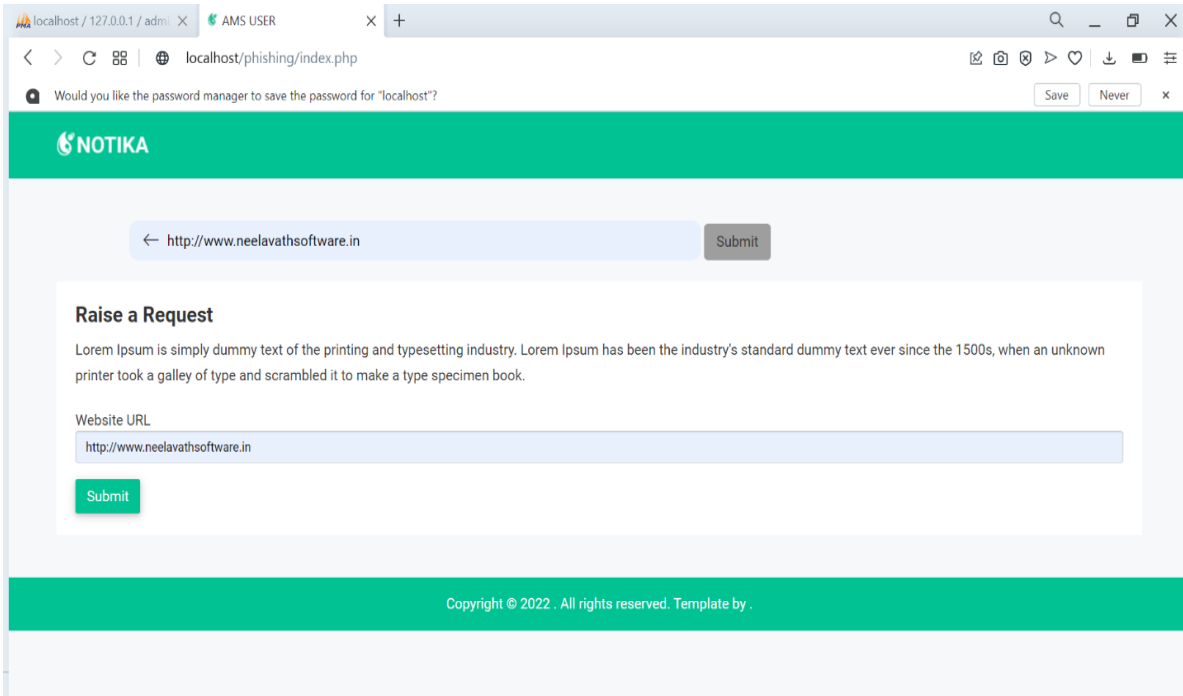 localhost / 127.0.0.1 / admi
AMS USER
localhost/phishing/index.php
Would you like the password manager to save the password for "localhost"?
Save
Never
NOTIKA
http://www.neelavathsoftware.in
Submit
Raise a Request
Lorem Ipsum is simply dummy text of the printing and typesetting industry. Lorem Ipsum has been the industry's standard dummy text ever since the 1500s, when an unknown
printer took a galley of type and scrambled it to make a type specimen book.
Website URL
http://www.neelavathsoftware.in
Submit
Copyright © 2022 . All rights reserved. Template by .